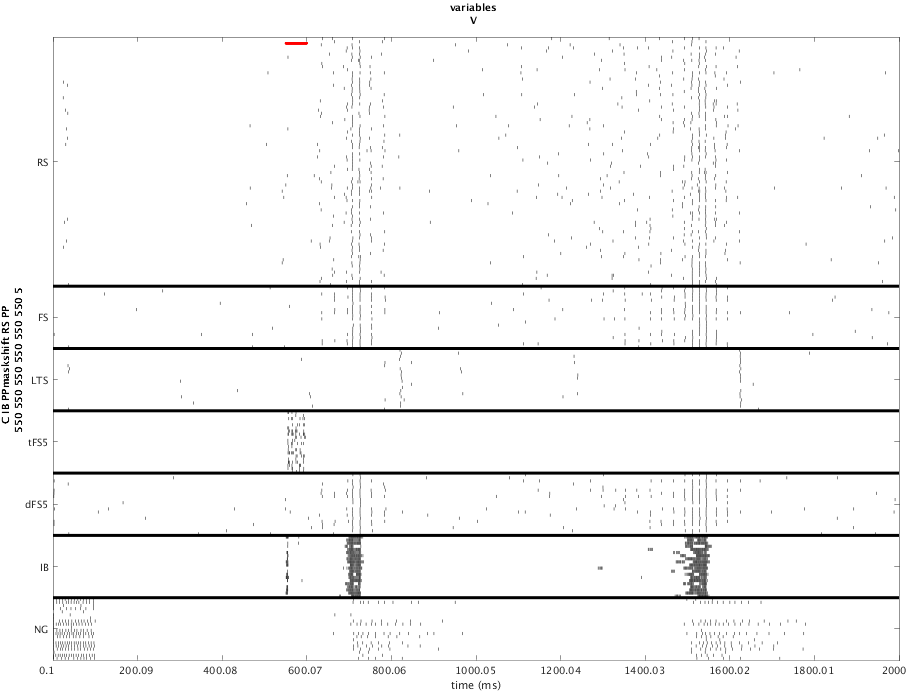 variables
V
RS
FS
LTS
tFS5
dFS5
IB
NG
C IB PPmaskshift RS PP
550 550 550 550 550 550 550 5
0.1 200.09 400.08 600.07 800.06 1000.05 1200.04 1400.03 1600.02 1800.01 2000
time (ms)